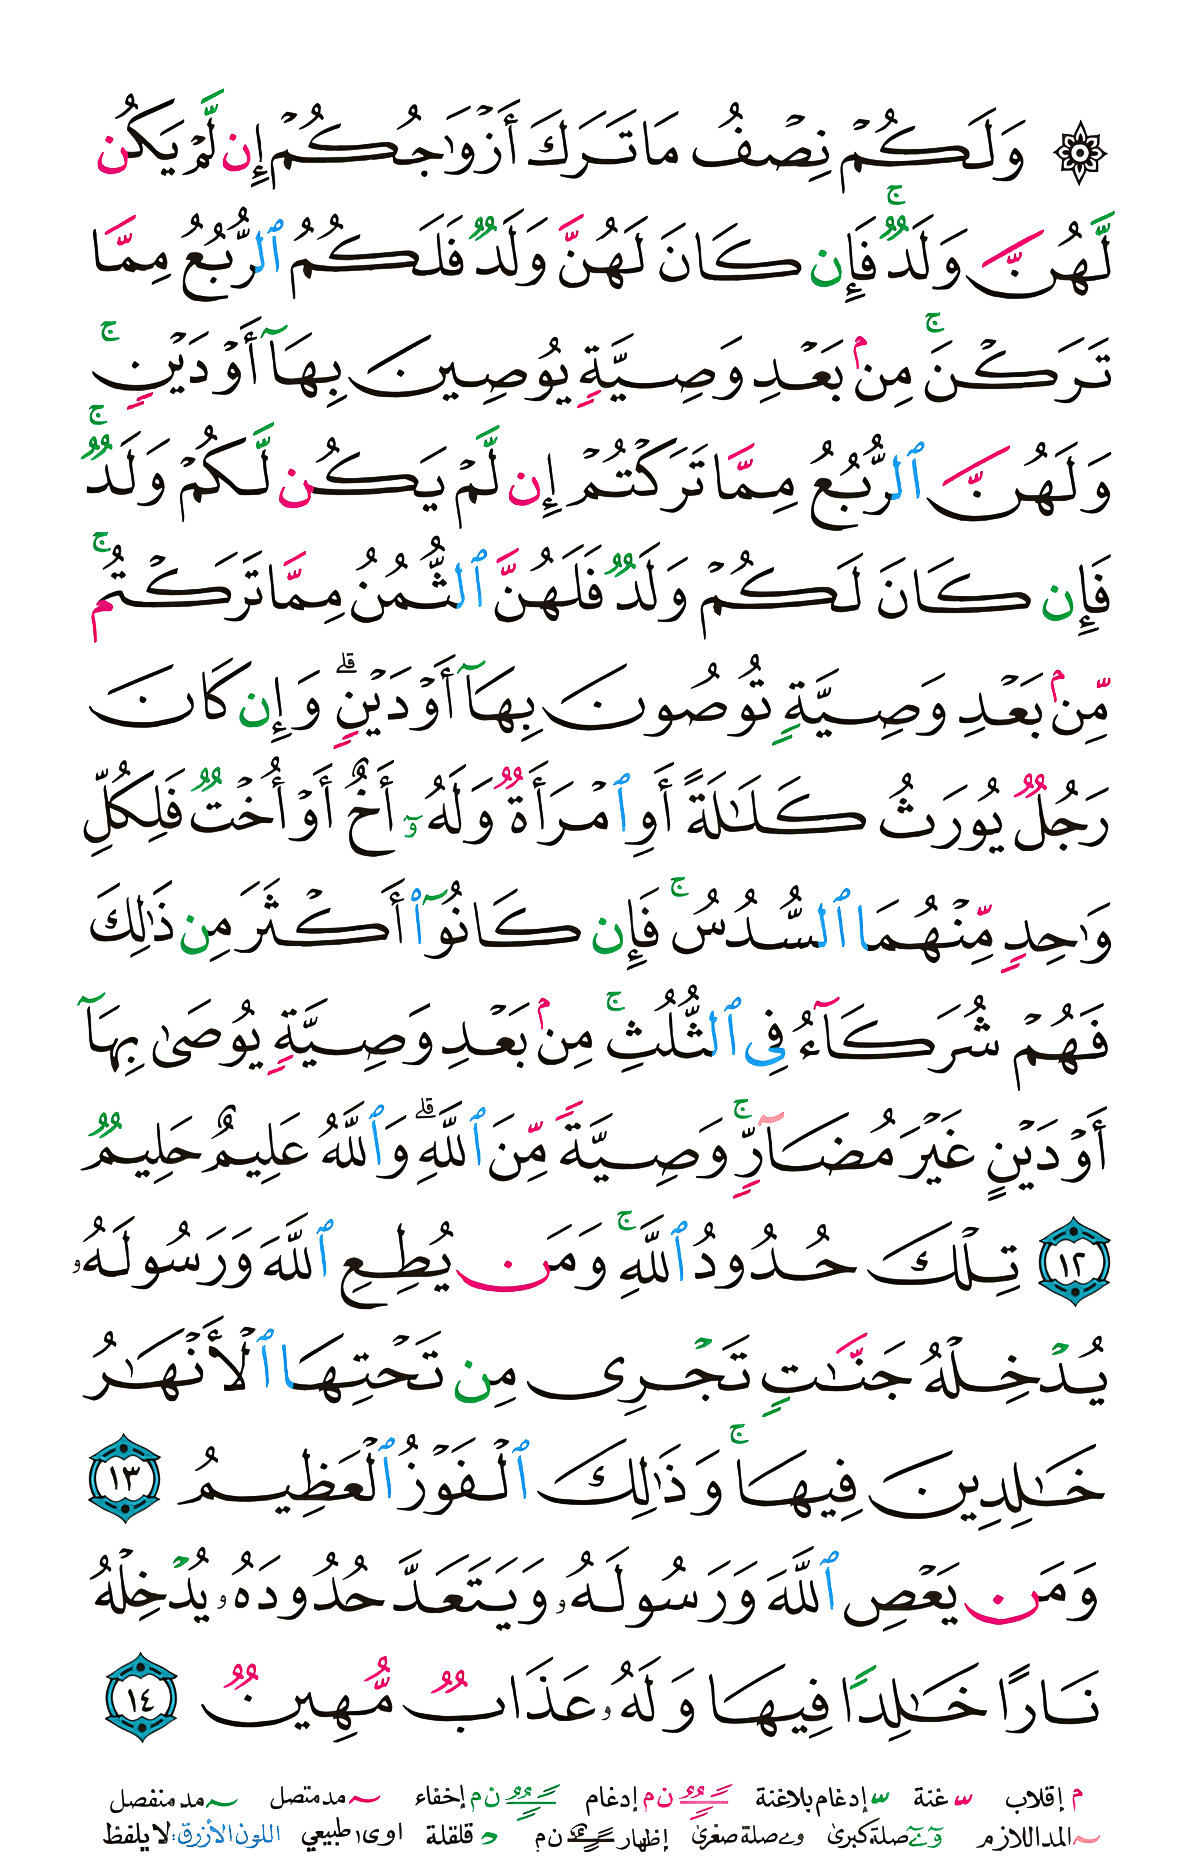 ۞ وَلَكُمْ نِصْفُ مَا تَرَكَ أَزْوَٰجُكُمْ إِن لَّمْ يَكُن
لَّهُنَّ وَلَدٌۭ ۚ فَإِن كَانَ لَهُنَّ وَلَدٌۭ فَلَكُمُ ٱلرُّبُعُ مِمَّا
تَرَكْنَ ۚ مِنۢ بَعْدِ وَصِيَّةٍۢ يُوصِينَ بِهَآ أَوْ دَيْنٍۢ ۚ
وَلَهُنَّ ٱلرُّبُعُ مِمَّا تَرَكْتُمْ إِن لَّمْ يَكُن لَّكُمْ وَلَدٌۭ ۚ
فَإِن كَانَ لَكُمْ وَلَدٌۭ فَلَهُنَّ ٱلثُّمُنُ مِمَّا تَرَكْتُم ۚ
مِّنۢ بَعْدِ وَصِيَّةٍۢ تُوصُونَ بِهَآ أَوْ دَيْنٍۢ ۗ وَإِن كَانَ
رَجُلٌۭ يُورَثُ كَلَـٰلَةً أَوِ ٱمْرَأَةٌۭ وَلَهُۥٓ أَخٌ أَوْ أُخْتٌۭ فَلِكُلِّ
وَٰحِدٍۢ مِّنْهُمَا ٱلسُّدُسُ ۚ فَإِن كَانُوٓا۟ أَكْثَرَ مِن ذَٰلِكَ
فَهُمْ شُرَكَآءُ فِى ٱلثُّلُثِ ۚ مِنۢ بَعْدِ وَصِيَّةٍۢ يُوصَىٰ بِهَآ
أَوْ دَيْنٍ غَيْرَ مُضَآرٍّۢ ۚ وَصِيَّةًۭ مِّنَ ٱللَّهِ ۗ وَٱللَّهُ عَلِيمٌ حَلِيمٌۭ
١٢ تِلْكَ حُدُودُ ٱللَّهِ ۚ وَمَن يُطِعِ ٱللَّهَ وَرَسُولَهُۥ
يُدْخِلْهُ جَنَّـٰتٍۢ تَجْرِى مِن تَحْتِهَا ٱلْأَنْهَـٰرُ
خَـٰلِدِينَ فِيهَا ۚ وَذَٰلِكَ ٱلْفَوْزُ ٱلْعَظِيمُ ١٣
وَمَن يَعْصِ ٱللَّهَ وَرَسُولَهُۥ وَيَتَعَدَّ حُدُودَهُۥ يُدْخِلْهُ
نَارًا خَـٰلِدًۭا فِيهَا وَلَهُۥ عَذَابٌۭ مُّهِينٌۭ ١٤
م إقلاب غنة إدغام بلاغنة ن م إدغام ن م إخفاء مد متصل مد منفصل
المد اللازم صلة كبرى و ے صلة صغرى إظهار ن م قلقلة اوى طبيعي اللون الأزرق: لا يلفظ